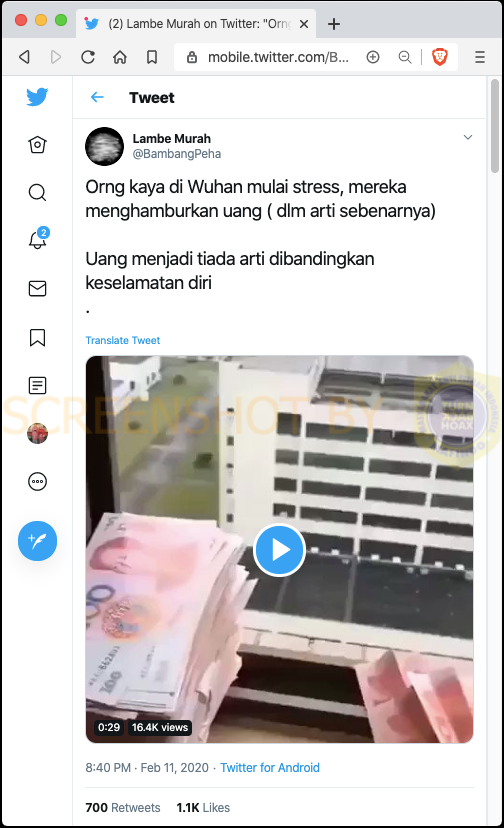 (2) Lambe Murah on Twitter: "Orng
mobile.twitter.com/B...
Tweet
Lambe Murah
@BambangPeha
Orng kaya di Wuhan mulai stress, mereka
menghamburkan uang ( dlm arti sebenarnya)
Uang menjadi tiada arti dibandingkan
keselamatan diri
.
2
Translate Tweet
SCREENSHOT BY
TURN
BACK
HOAX
100
0:29 16.4K views
8:40 PM · Feb 11, 2020 · Twitter for Android
700 Retweets 1.1K Likes